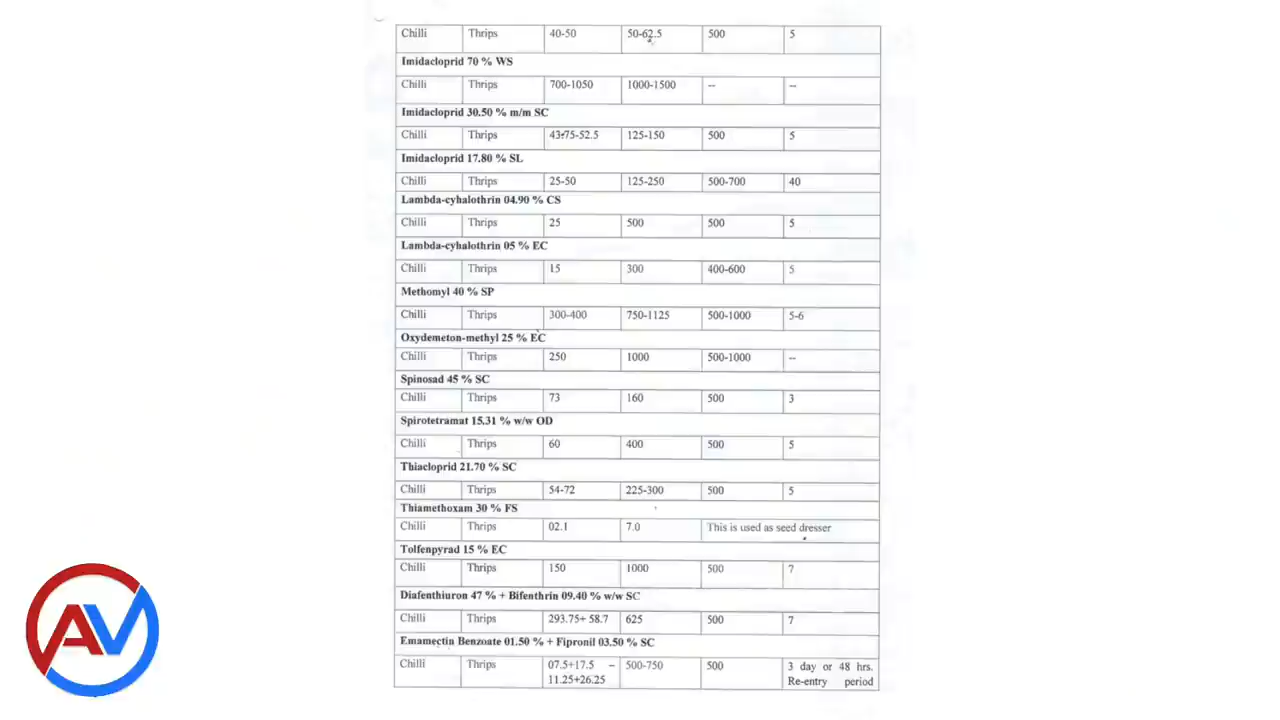 Chilli Thrips 40-50 50-62.5 500 5
Imidacloprid 70 % WS
Chilli Thrips 700-1050 1000-1500 -- --
Imidacloprid 30.50 % m/m SC
Chilli Thrips 43.75-52.5 125-150 500 5
Imidacloprid 17.80 % SL
Chilli Thrips 25-50 125-250 500-700 40
Lambda-cyhalothrin 04.90 % CS
Chilli Thrips 25 500 500 5
Lambda-cyhalothrin 05 % EC
Chilli Thrips 15 300 400-600 5
Methomyl 40 % SP
Chilli Thrips 300-400 750-1125 500-1000 5-6
Oxydemeton-methyl 25 % EC
Chilli Thrips 250 1000 500-1000 --
Spinosad 45 % SC
Chilli Thrips 73 160 500 3
Spirotetramat 15.31 % w/w OD
Chilli Thrips 60 400 500 5
Thiacloprid 21.70 % SC
Chilli Thrips 54-72 225-300 500 5
Thiamethoxam 30 % FS
Chilli Thrips 02.1 7.0 This is used as seed dresser
Tolfenpyrad 15 % EC
Chilli Thrips 150 1000 500 7
Diafenthiuron 47 % + Bifenthrin 09.40 % w/w SC
Chilli Thrips 293.75+ 58.7 625 500 7
Emamectin Benzoate 01.50 % + Fipronil 03.50 % SC
Chilli Thrips 07.5+17.5 – 500-750 500 3 day or 48 hrs.
11.25+26.25 Re-entry period
AV